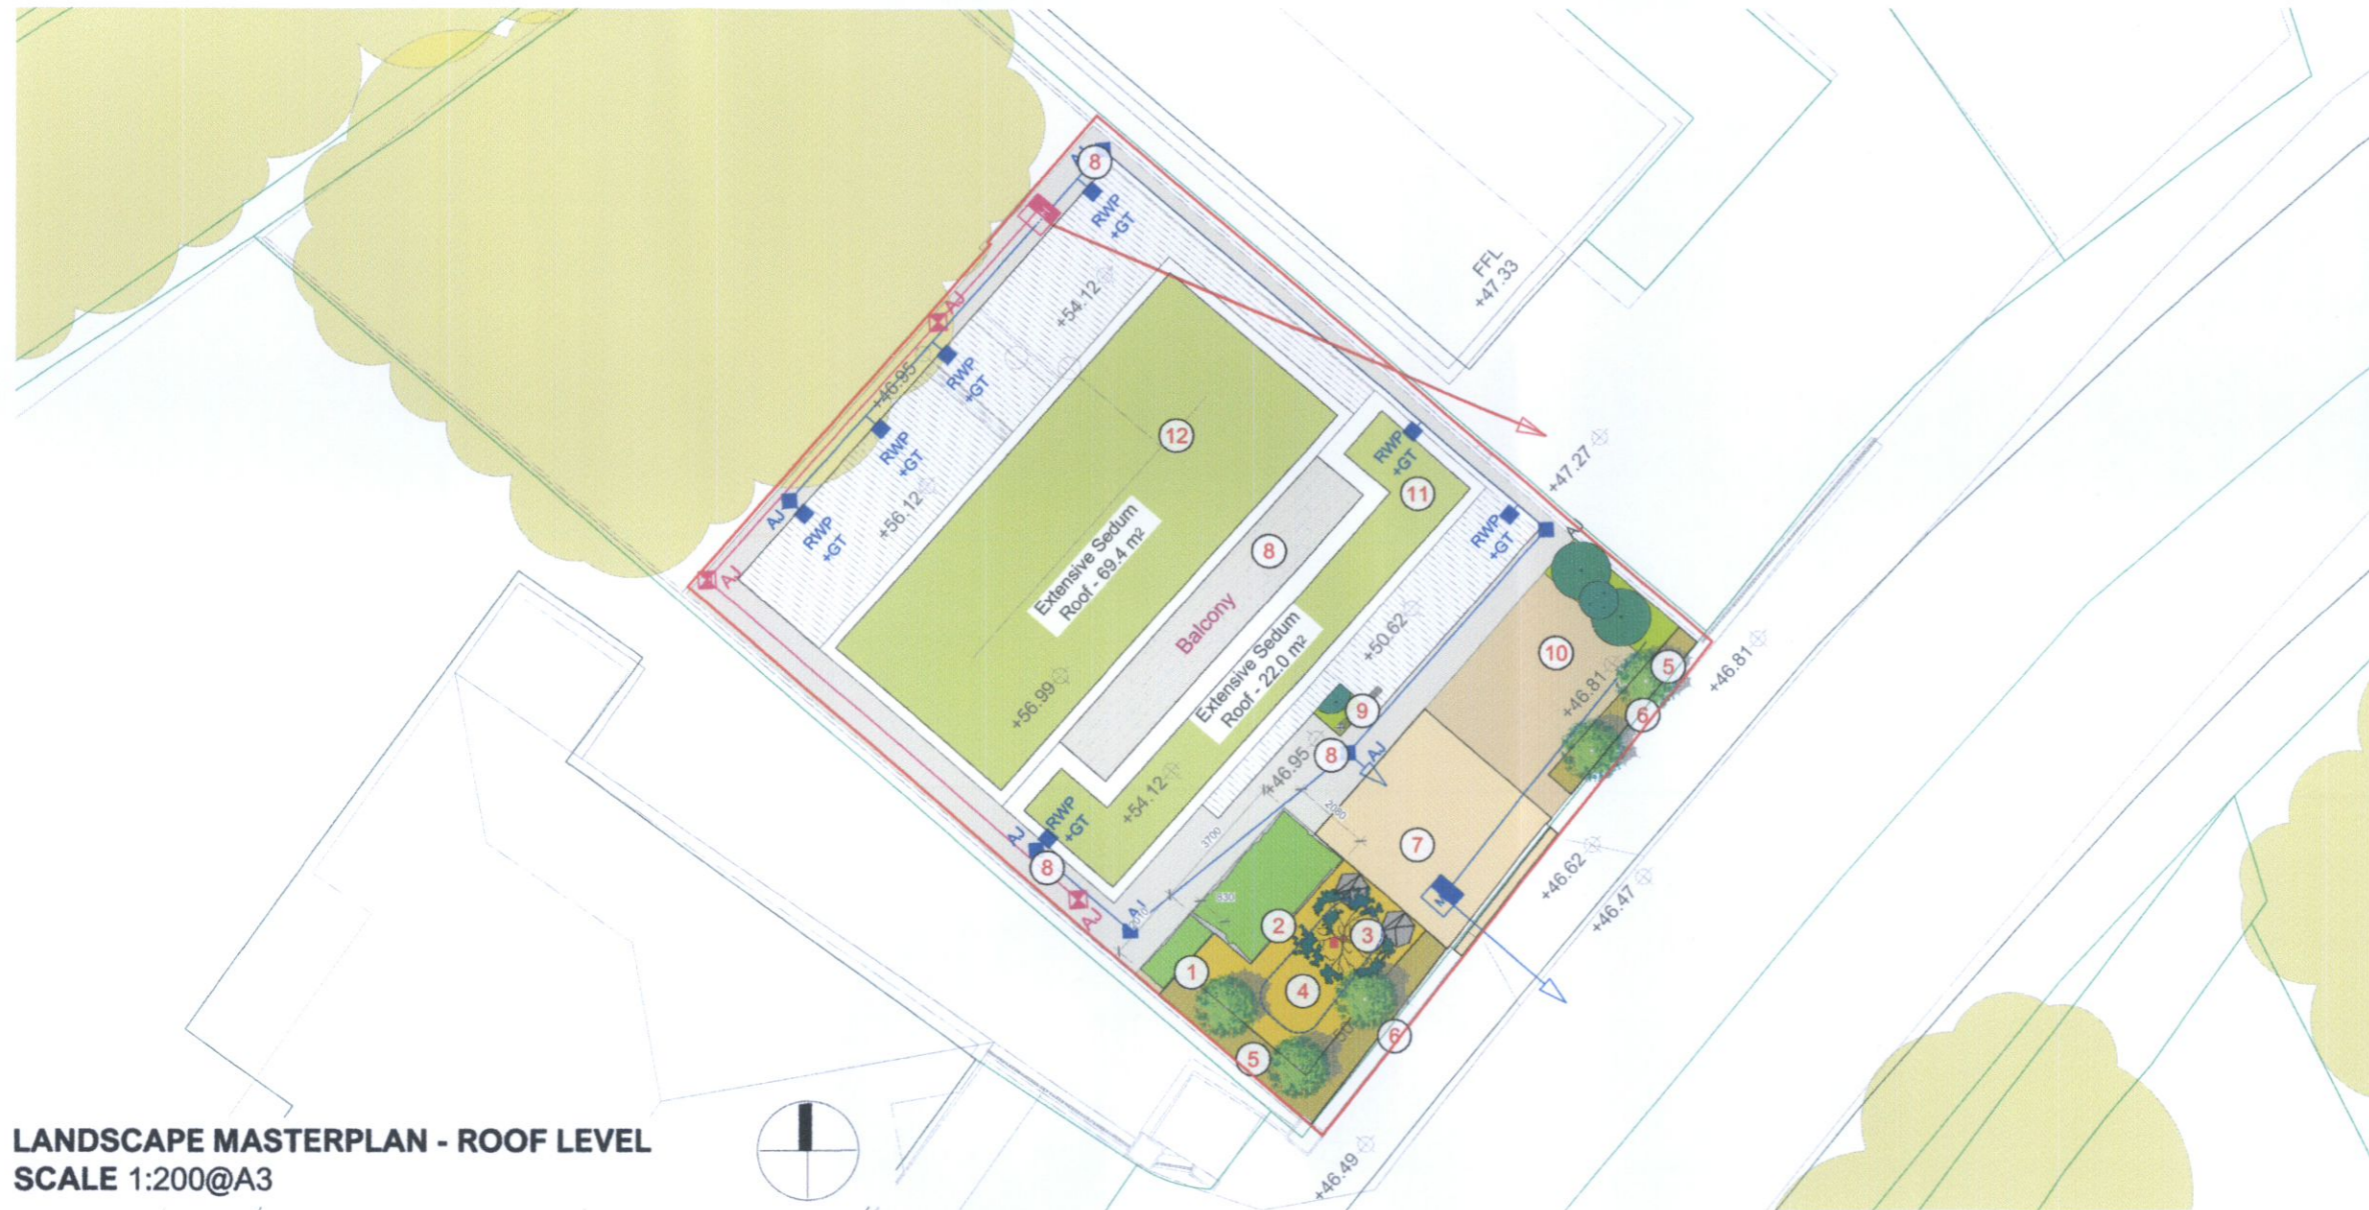 8
RWP
+GT
FFL
+47.33
+54.12
AJ
+46.95
RWP
+GT
12
RWP
+GT
RWP
+GT
11
+47.27
AJ
RWP
+GT
+56.12
RWP
+GT
AJ
Extensive Sedum
Roof - 69.4 m²
8
Balcony
Extensive Sedum
Roof - 22.0 m²
+50.62
10
+46.81
5
+46.81
6
9
+56.99
8
AJ
+46.95
+54.12
2080
3700
7
AJ
RWP
+GT
8
+46.62
+46.47
M
AJ
AJ
530
2
3
1
4
5
6
+46.49
LANDSCAPE MASTERPLAN - ROOF LEVEL
SCALE 1:200@A3